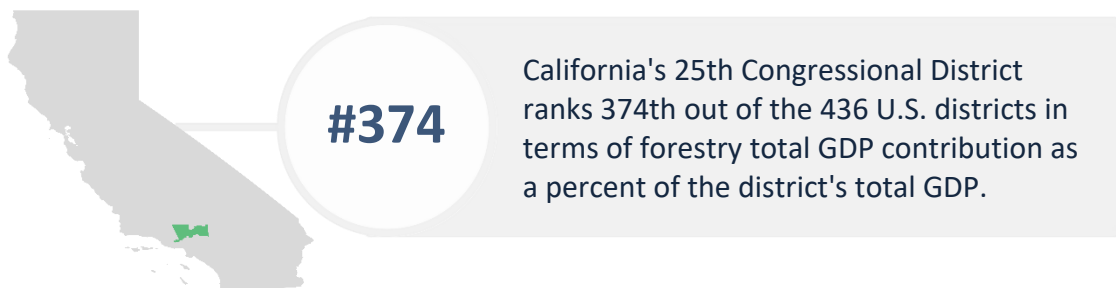 #374
California's 25th Congressional District
ranks 374th out of the 436 U.S. districts in
terms of forestry total GDP contribution as
a percent of the district's total GDP.